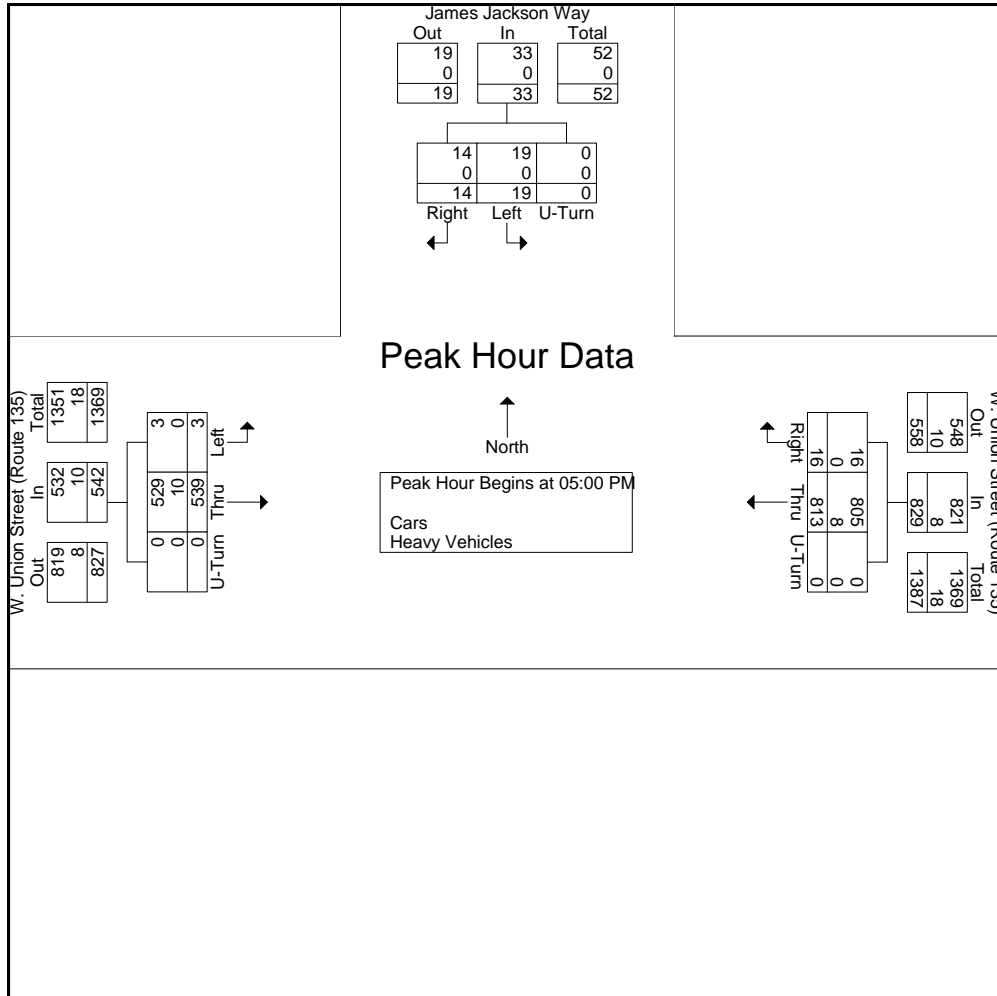 James Jackson Way
Out In Total
19 33 52
0 0 0
19 33 52
14 19 0
0 0 0
14 19 0
Right Left U-Turn
Peak Hour Data
North
Peak Hour Begins at 05:00 PM
Cars
Heavy Vehicles
W. Union Street (Route 135)
Total In Out
1351 532 819
18 10 8
1369 542 827
Left Thru U-Turn
3 529 0
0 10 0
3 539 0
W. Union Street (Route 135)
Out In Total
548 821 1369
10 8 18
558 829 1387
16 805 0
0 8 0
16 813 0
Right Thru U-Turn